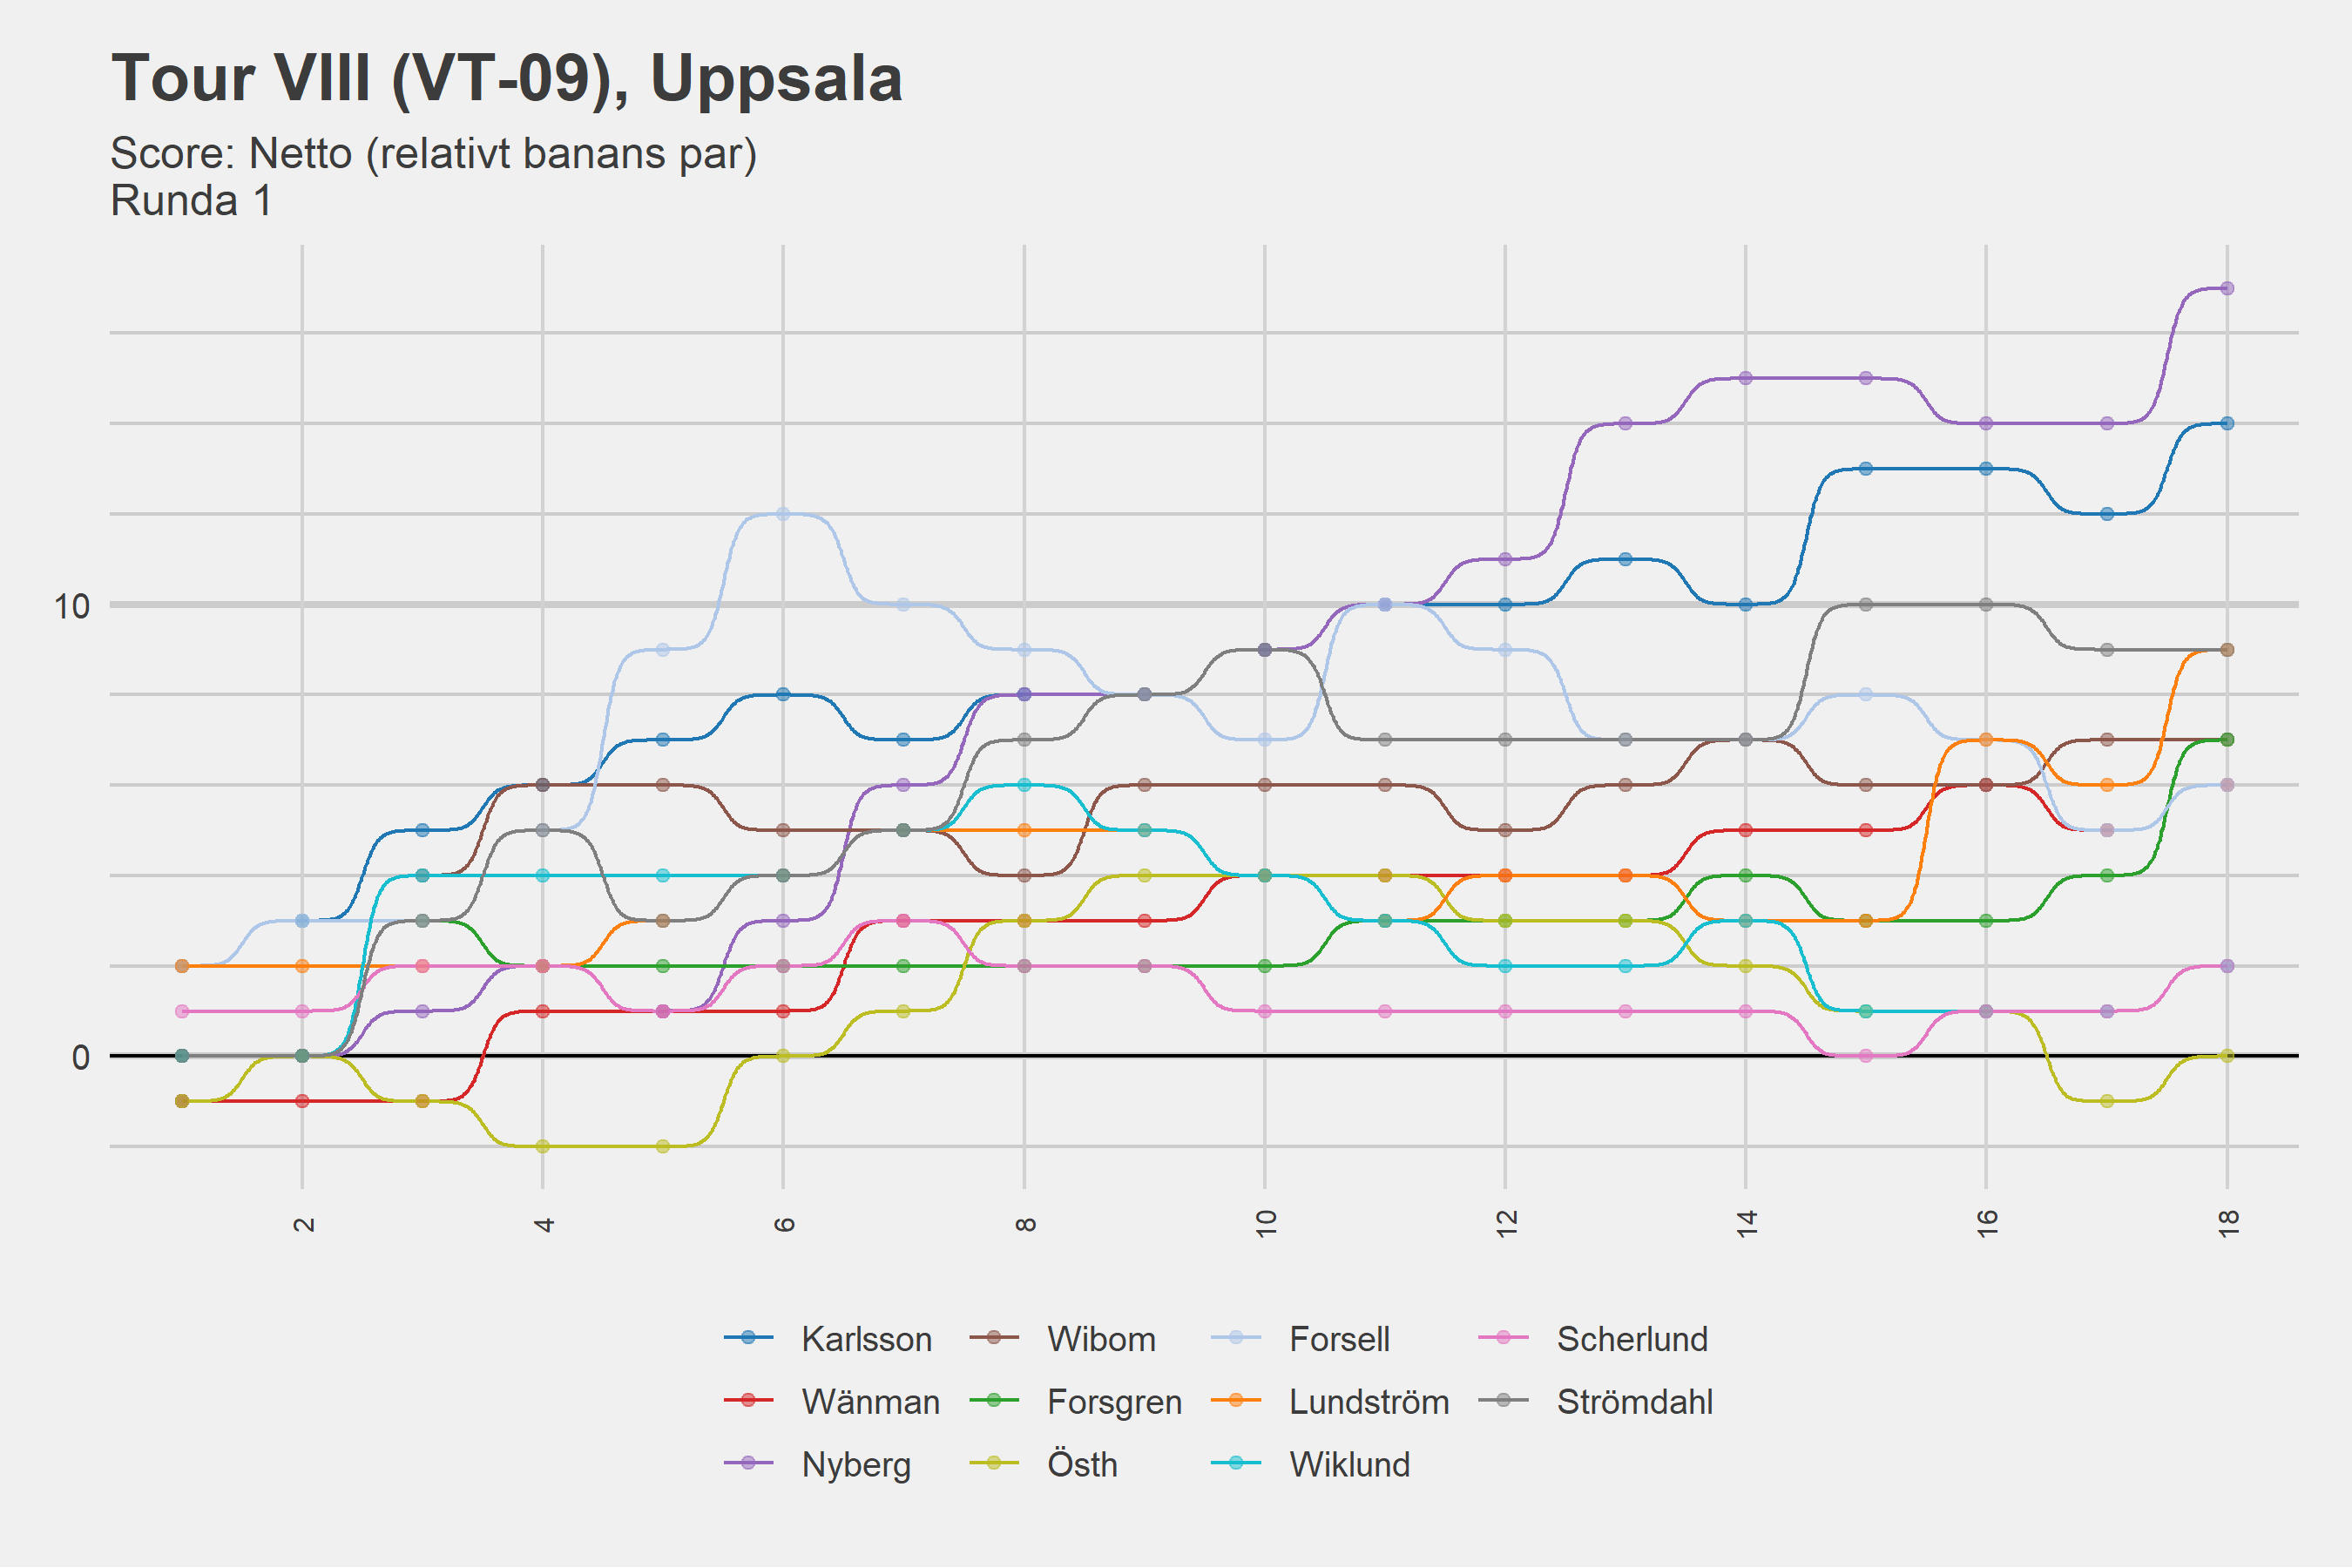 Tour VIII (VT-09), Uppsala
Score: Netto (relativt banans par)
Runda 1
10
0
2 4 6 8 10 12 14 16 18
Karlsson Wibom Forsell Scherlund
Wänman Forsgren Lundström Strömdahl
Nyberg Östh Wiklund